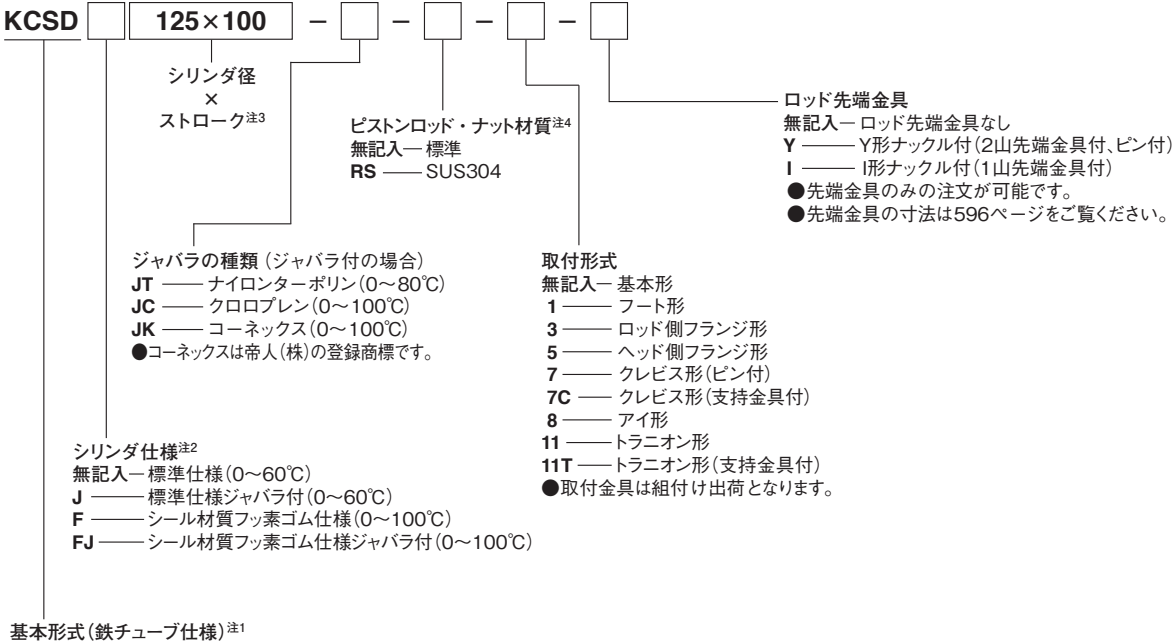 KCSD 125×100 － － － －
シリンダ径
×
ストローク注3
ピストンロッド・ナット材質注4
無記入 標準
RS SUS304
ロッド先端金具
無記入 ロッド先端金具なし
Y Y形ナックル付（2山先端金具付、ピン付）
I I形ナックル付（1山先端金具付）
●先端金具のみの注文が可能です。
●先端金具の寸法は596ページをご覧ください。
ジャバラの種類（ジャバラ付の場合）
JT ナイロンターポリン（0～80℃）
JC クロロプレン（0～100℃）
JK コーネックス（0～100℃）
●コーネックスは帝人（株）の登録商標です。
取付形式
無記入 基本形
1 フート形
3 ロッド側フランジ形
5 ヘッド側フランジ形
7 クレビス形（ピン付）
7C クレビス形（支持金具付）
8 アイ形
11 トラニオン形
11T トラニオン形（支持金具付）
●取付金具は組付け出荷となります。
シリンダ仕様注2
無記入 標準仕様（0～60℃）
J 標準仕様ジャバラ付（0～60℃）
F シール材質フッ素ゴム仕様（0～100℃）
FJ シール材質フッ素ゴム仕様ジャバラ付（0～100℃）
基本形式（鉄チューブ仕様）注1